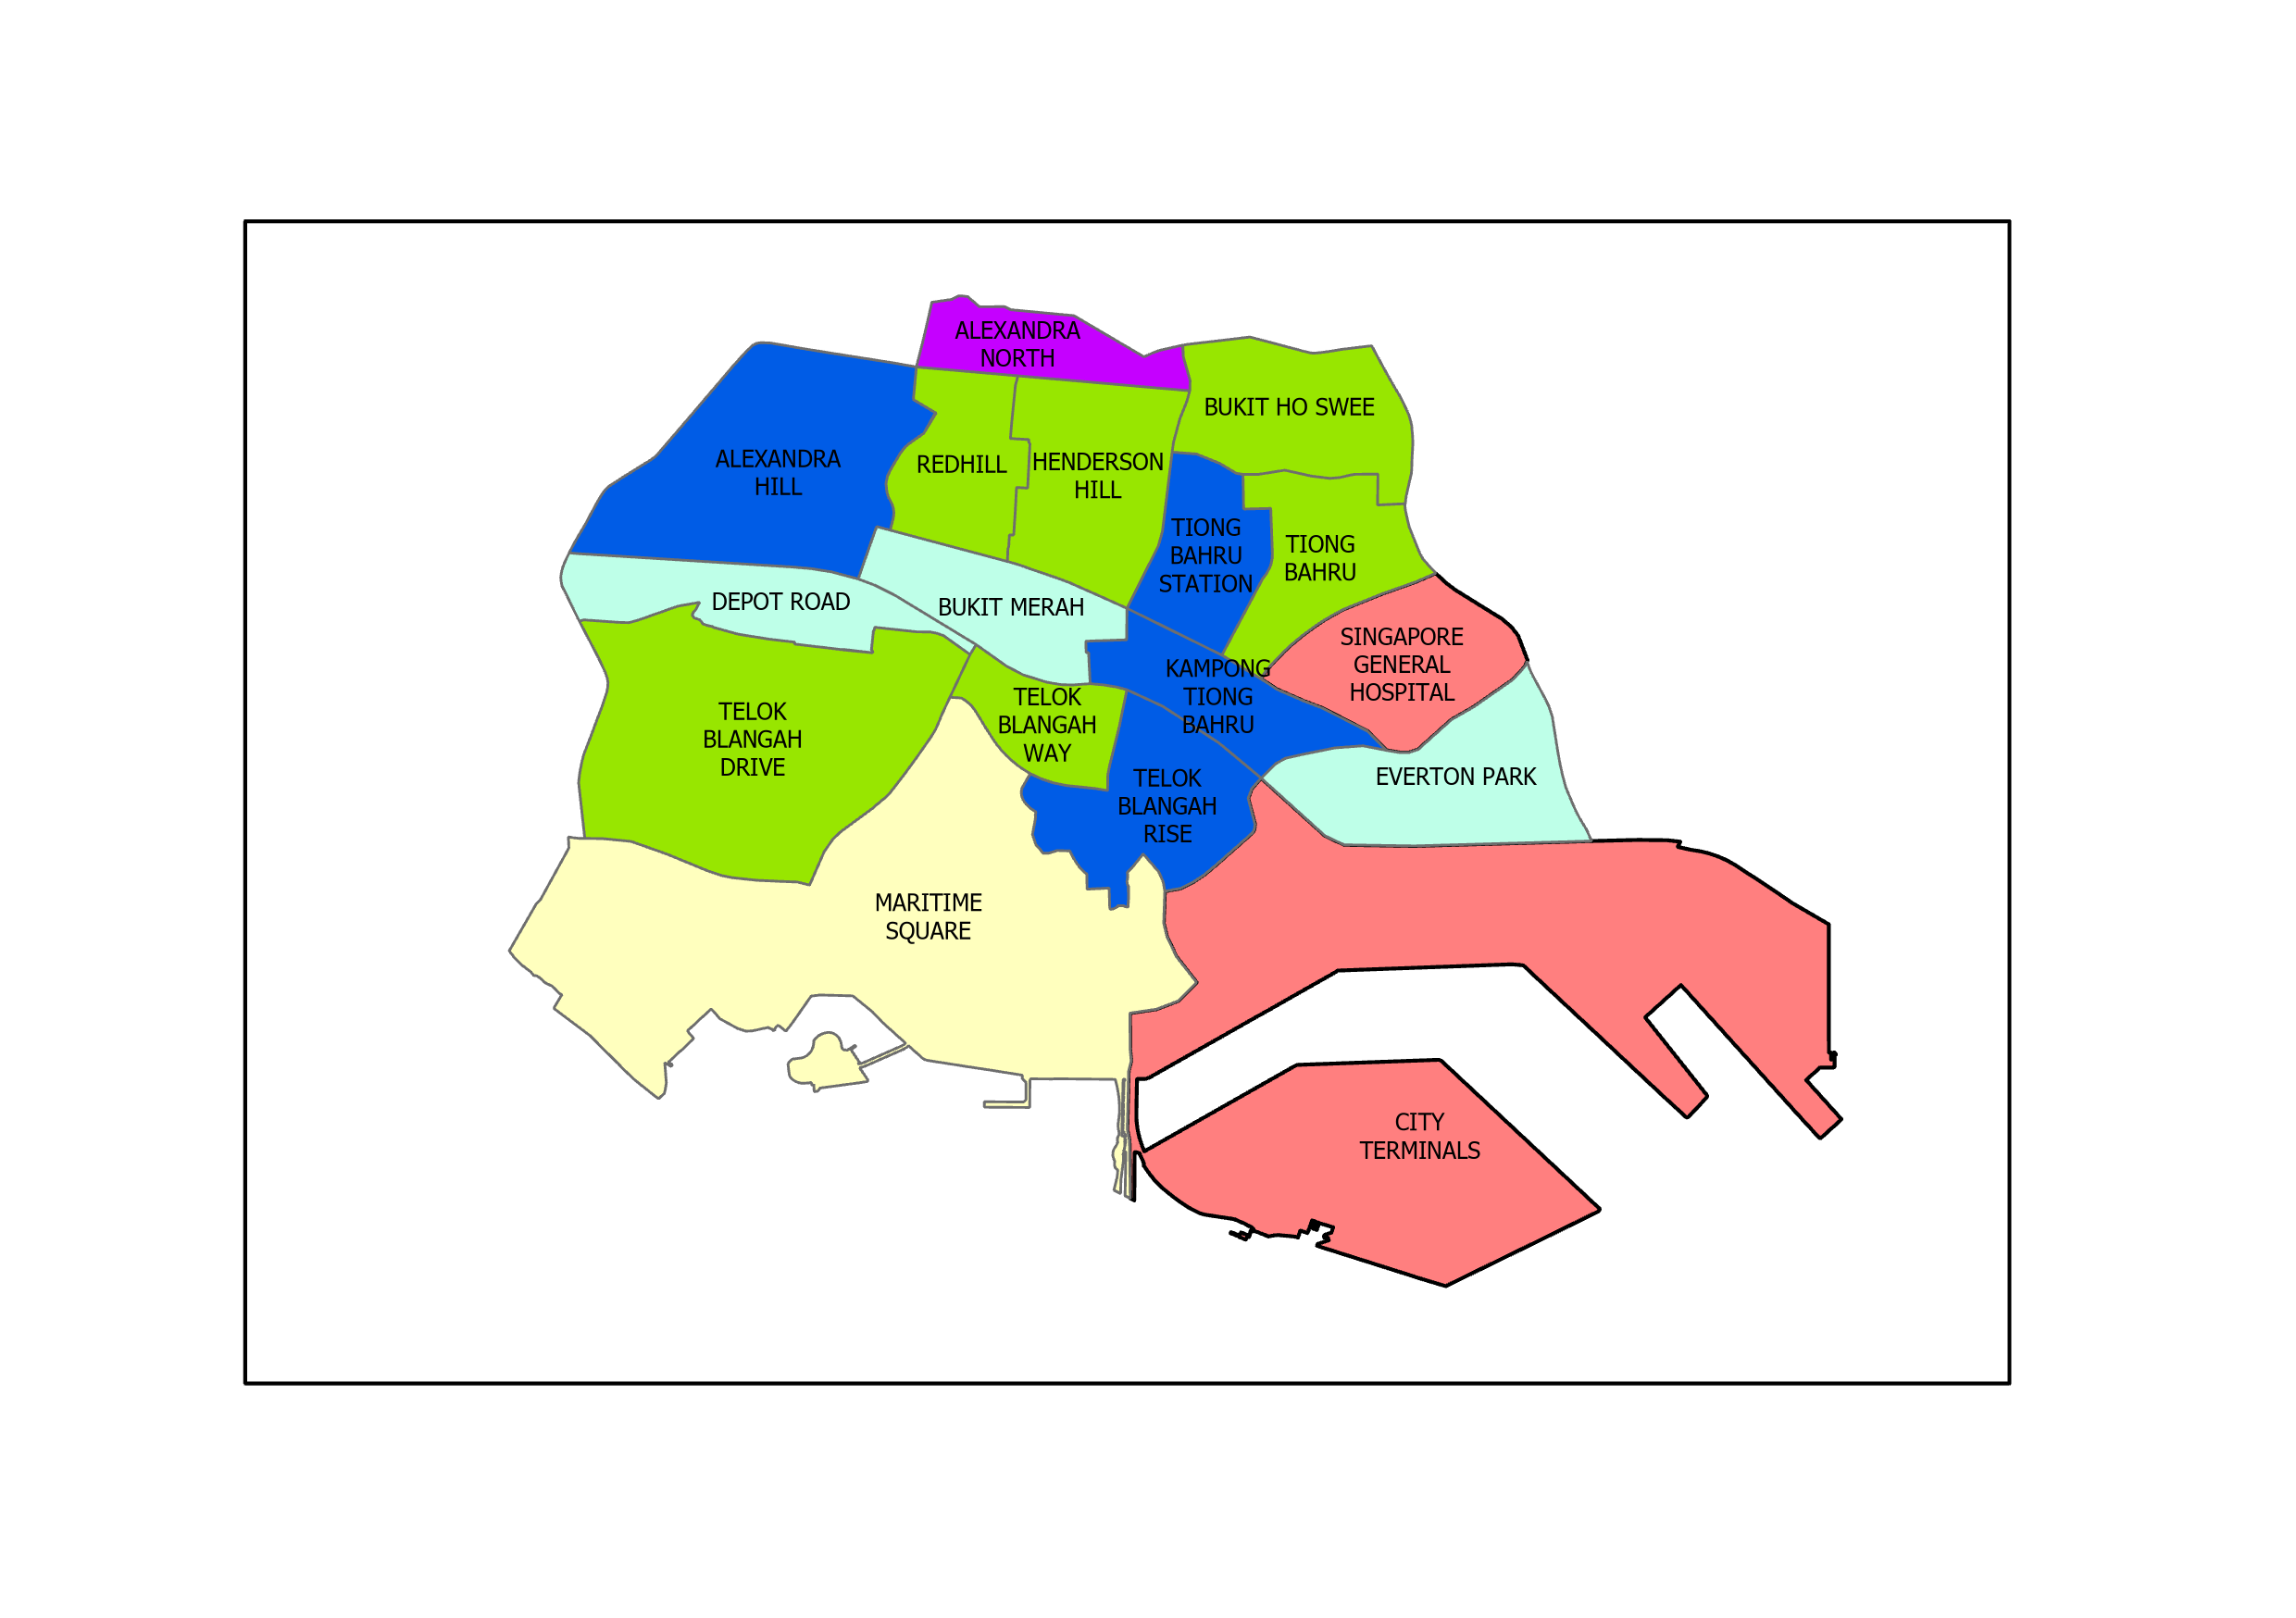 ALEXANDRA
NORTH
BUKIT HO SWEE
ALEXANDRA
HILL
REDHILL
HENDERSON
HILL
TIONG
BAHRU
STATION
TIONG
BAHRU
DEPOT ROAD
BUKIT MERAH
SINGAPORE
GENERAL
HOSPITAL
KAMPONG
TIONG
BAHRU
TELOK
BLANGAH
WAY
TELOK
BLANGAH
DRIVE
TELOK
BLANGAH
RISE
EVERTON PARK
MARITIME
SQUARE
CITY
TERMINALS